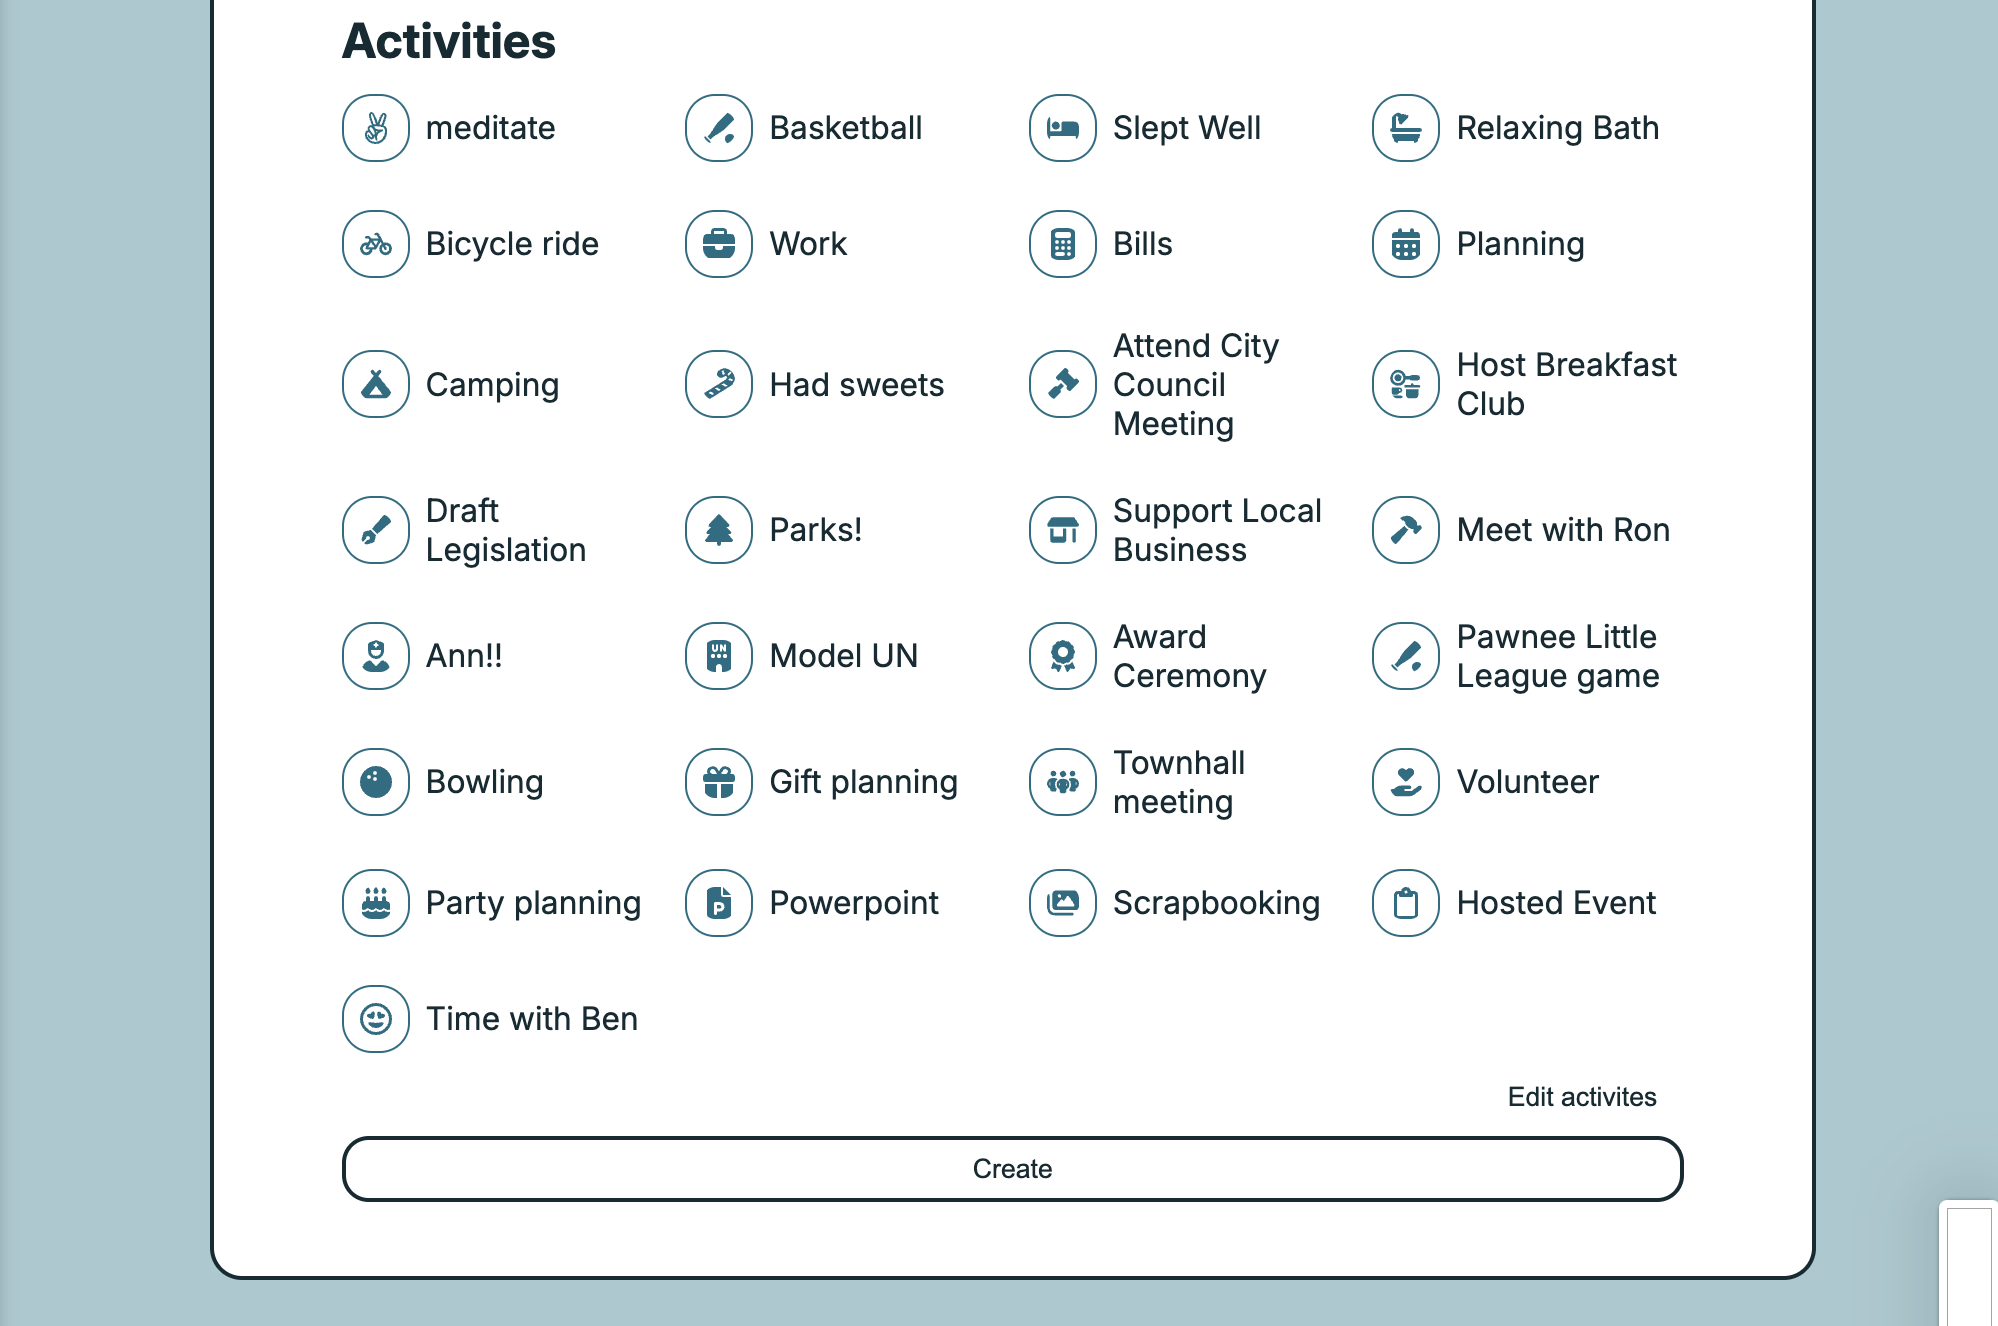 Activities
meditate
Basketball
Slept Well
Relaxing Bath
Bicycle ride
Work
Bills
Planning
Camping
Had sweets
Attend City
Council
Meeting
Host Breakfast
Club
Draft
Legislation
Parks!
Support Local
Business
Meet with Ron
Ann!!
UN
Model UN
Award
Ceremony
Pawnee Little
League game
Bowling
Gift planning
Townhall
meeting
Volunteer
Party planning
P
Powerpoint
Scrapbooking
Hosted Event
Time with Ben
Edit activites
Create